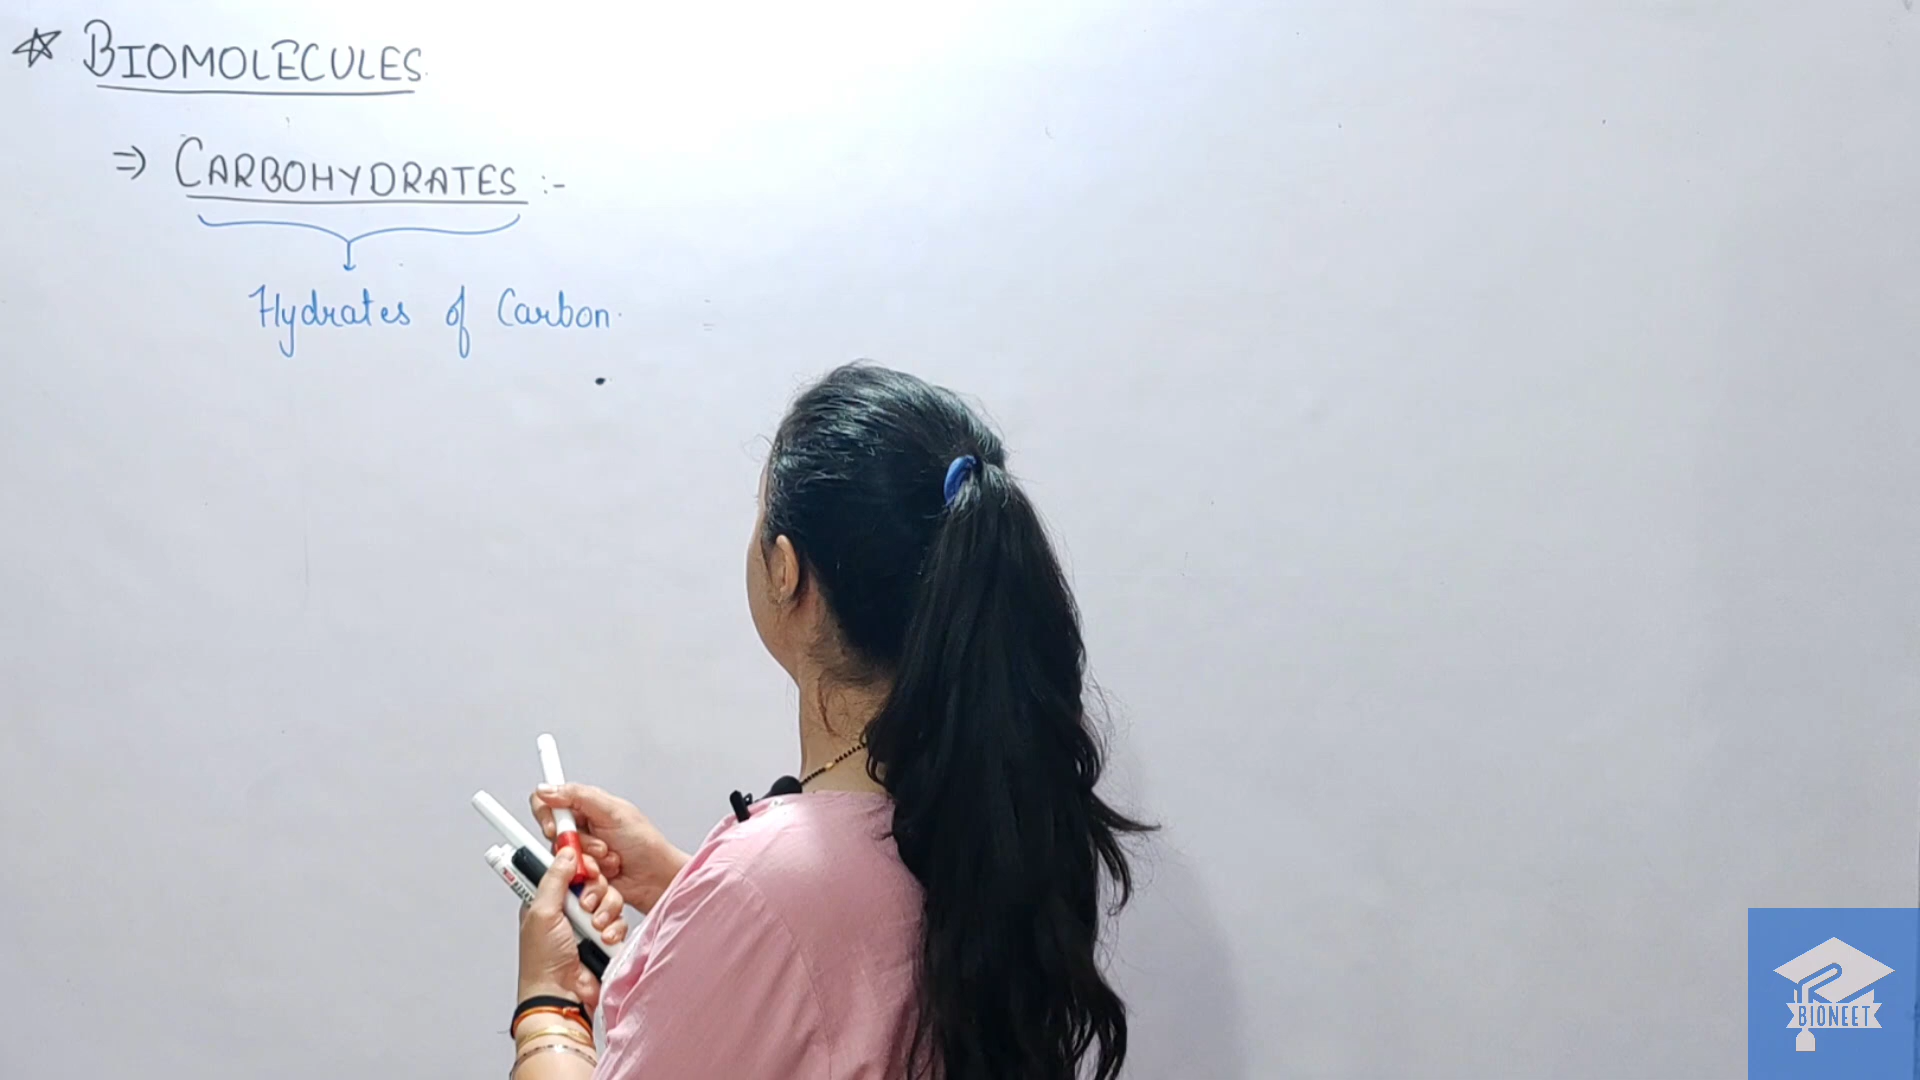 ☆ BIOMOLECULES
⇒ CARBOHYDRATES :-
Hydrates of Carbon.
BIONEET